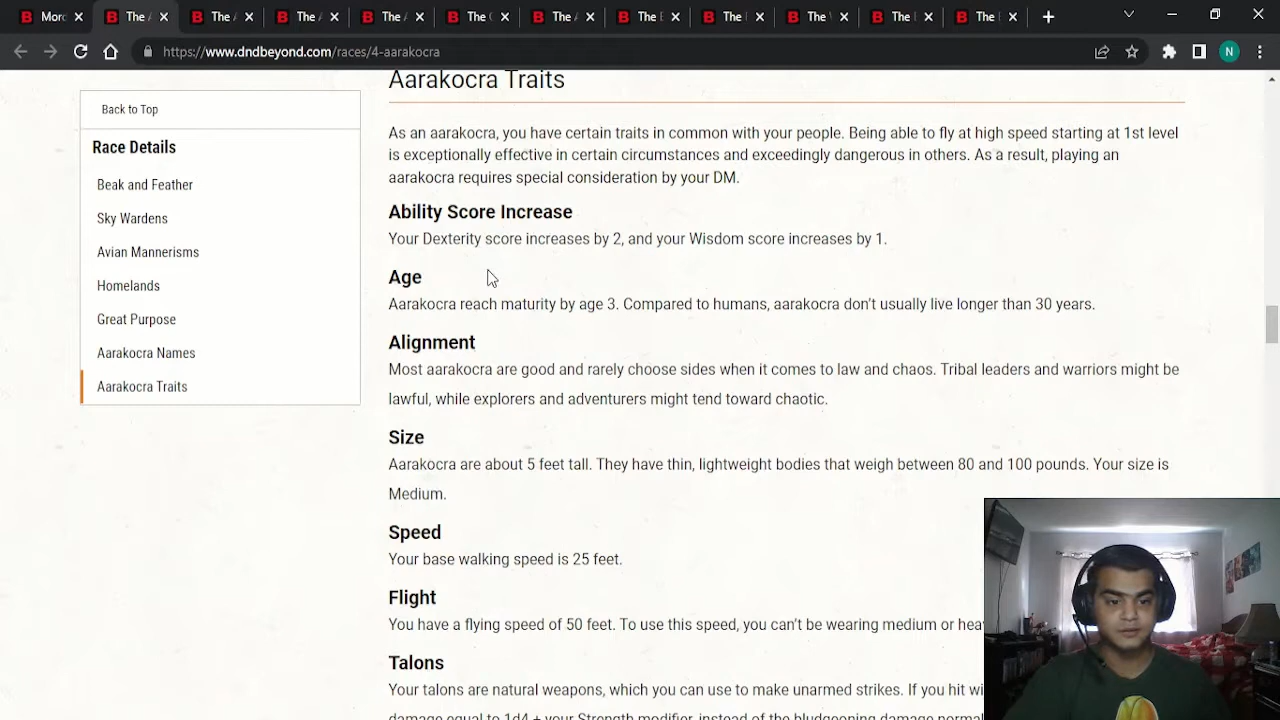 Mord
The A
The A
The A
The A
The C
The A
The E
The
The V
The E
The E
https://www.dndbeyond.com/races/4-aarakocra
N
Back to Top
Race Details
Beak and Feather
Sky Wardens
Avian Mannerisms
Homelands
Great Purpose
Aarakocra Names
Aarakocra Traits
Aarakocra Traits
As an aarakocra, you have certain traits in common with your people. Being able to fly at high speed starting at 1st level
is exceptionally effective in certain circumstances and exceedingly dangerous in others. As a result, playing an
aarakocra requires special consideration by your DM.
Ability Score Increase
Your Dexterity score increases by 2, and your Wisdom score increases by 1.
Age
Aarakocra reach maturity by age 3. Compared to humans, aarakocra don't usually live longer than 30 years.
Alignment
Most aarakocra are good and rarely choose sides when it comes to law and chaos. Tribal leaders and warriors might be
lawful, while explorers and adventurers might tend toward chaotic.
Size
Aarakocra are about 5 feet tall. They have thin, lightweight bodies that weigh between 80 and 100 pounds. Your size is
Medium.
Speed
Your base walking speed is 25 feet.
Flight
You have a flying speed of 50 feet. To use this speed, you can't be wearing medium or hea
Talons
Your talons are natural weapons, which you can use to make unarmed strikes. If you hit wi
damage equal to 1d4 + your Strength modifier, instead of the bludgeoning damage normal